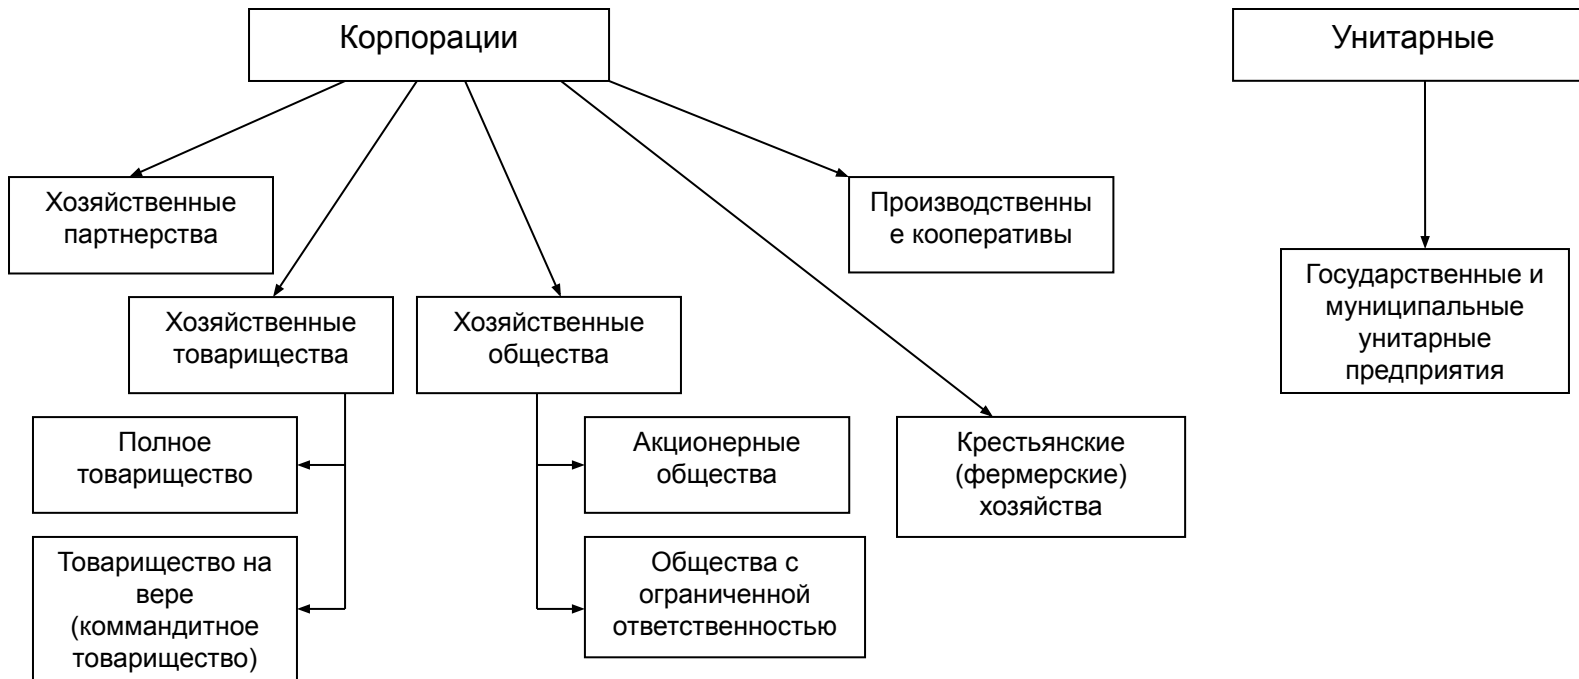 Корпорации
Унитарные
Хозяйственные
партнерства
Производственны
е кооперативы
Государственные и
муниципальные
унитарные
предприятия
Хозяйственные
товарищества
Хозяйственные
общества
Полное
товарищество
Акционерные
общества
Крестьянские
(фермерские)
хозяйства
Товарищество на
вере
(коммандитное
товарищество)
Общества с
ограниченной
ответственностью